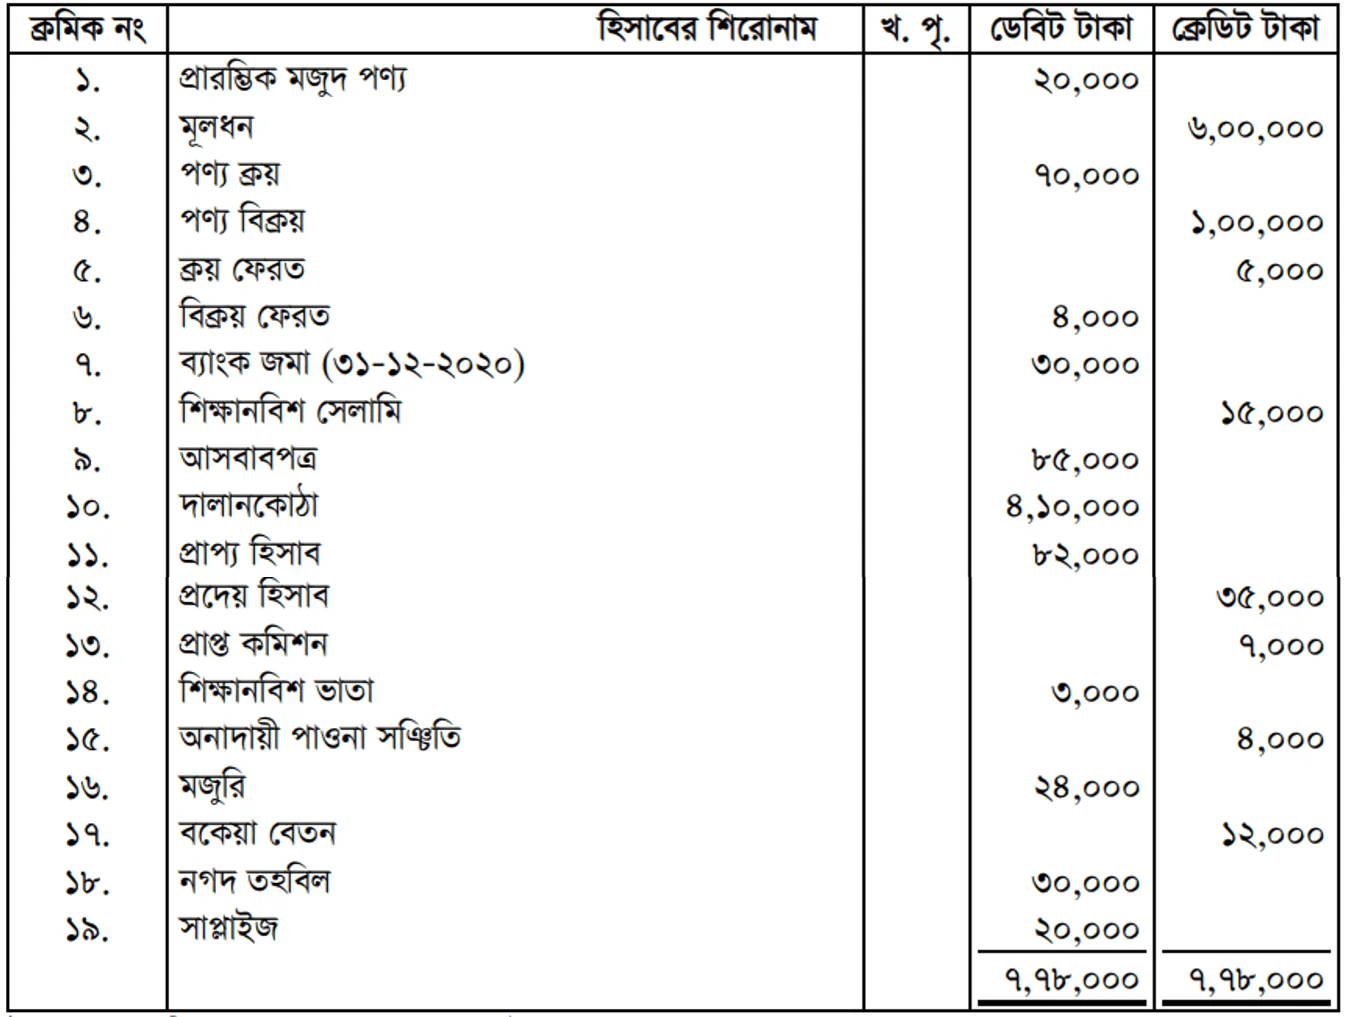 ক্রমিক নং হিসাবের শিরোনাম খ. পৃ. ডেবিট টাকা ক্রেডিট টাকা
১. প্রারম্ভিক মজুদ পণ্য ২০,০০০
২. মূলধন ৬,০০,০০০
৩. পণ্য ক্রয় ৭০,০০০
৪. পণ্য বিক্রয় ১,০০,০০০
৫. ক্রয় ফেরত ৫,০০০
৬. বিক্রয় ফেরত ৪,০০০
৭. ব্যাংক জমা (৩১-১২-২০২০) ৩০,০০০
৮. শিক্ষানবিশ সেলামি ১৫,০০০
৯. আসবাবপত্র ৮৫,০০০
১০. দালানকোঠা ৪,১০,০০০
১১. প্রাপ্য হিসাব ৮২,০০০
১২. প্রদেয় হিসাব ৩৫,০০০
১৩. প্রাপ্ত কমিশন ৭,০০০
১৪. শিক্ষানবিশ ভাতা ৩,০০০
১৫. অনাদায়ী পাওনা সঞ্চিতি ৪,০০০
১৬. মজুরি ২৪,০০০
১৭. বকেয়া বেতন ১২,০০০
১৮. নগদ তহবিল ৩০,০০০
১৯. সাপ্লাইজ ২০,০০০
৭,৭৮,০০০ ৭,৭৮,০০০